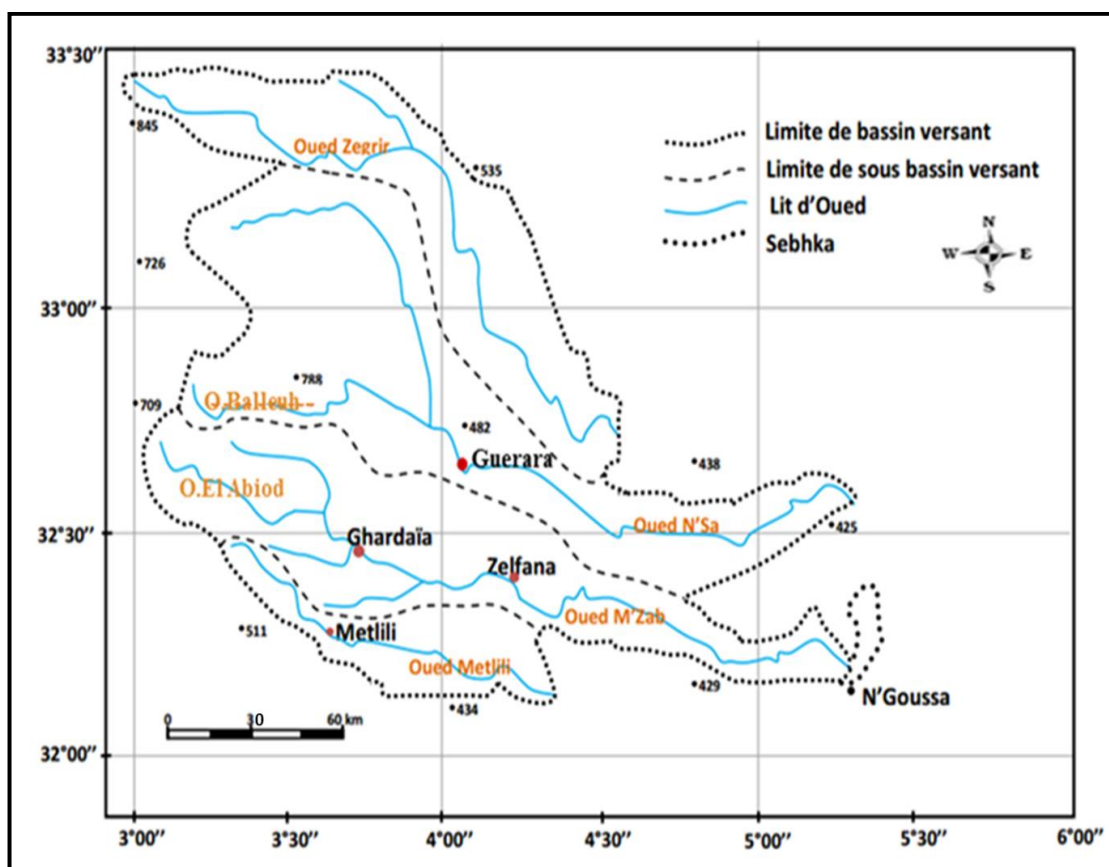 33°30’’
Limite de bassin versant
845
Oued Zegrir
Limite de sous bassin versant
535
Lit d’Oued
N
Sebhka
W E
726
S
33°00’’
788
709
O.Balleuh
482
Guerara
438
O.El Abiod
Oued N’Sa
425
32°30’’
Ghardaïa
Zelfana
Oued M’Zab
511
Metlili
Oued Metlili
429
N’Goussa
434
0 30 60 km
32°00’’
3°00’’ 3°30’’ 4°00’’ 4°30’’ 5°00’’ 5°30’’ 6°00’’